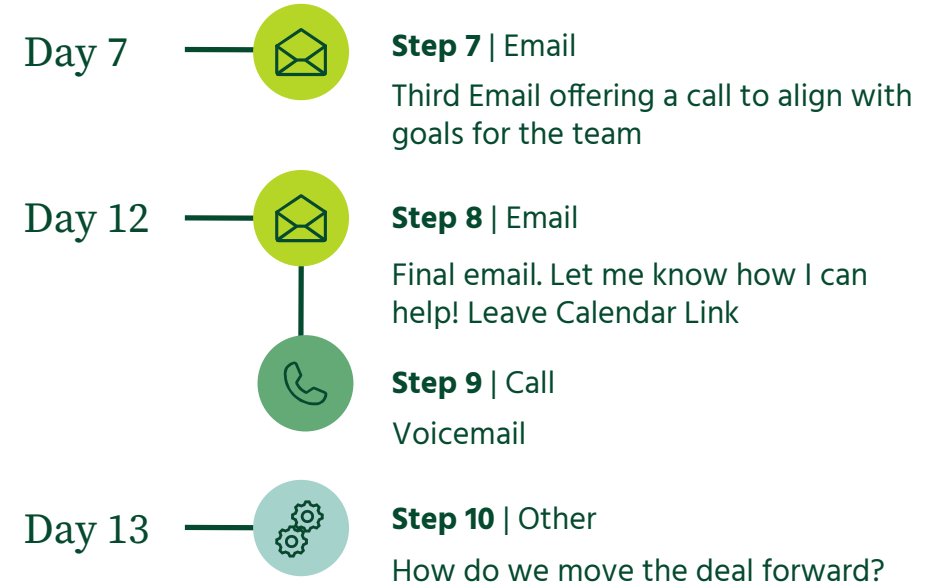 Day 7
Step 7 | Email
Third Email offering a call to align with
goals for the team
Day 12
Step 8 | Email
Final email. Let me know how I can
help! Leave Calendar Link
Step 9 | Call
Voicemail
Day 13
Step 10 | Other
How do we move the deal forward?